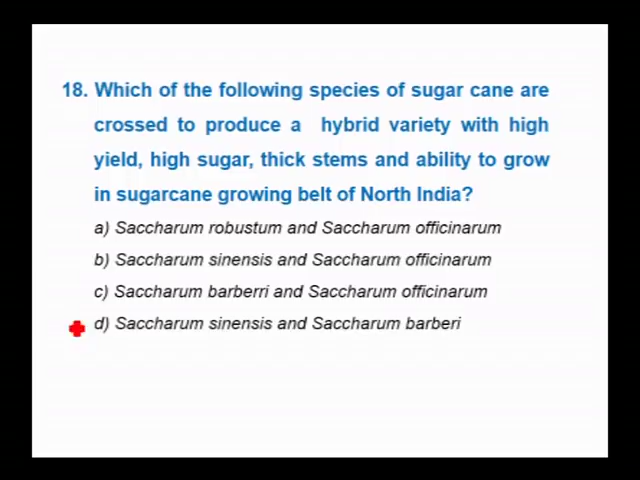 18. Which of the following species of sugar cane are
crossed to produce a hybrid variety with high
yield, high sugar, thick stems and ability to grow
in sugarcane growing belt of North India?
a) Saccharum robustum and Saccharum officinarum
b) Saccharum sinensis and Saccharum officinarum
c) Saccharum barberri and Saccharum officinarum
d) Saccharum sinensis and Saccharum barberi